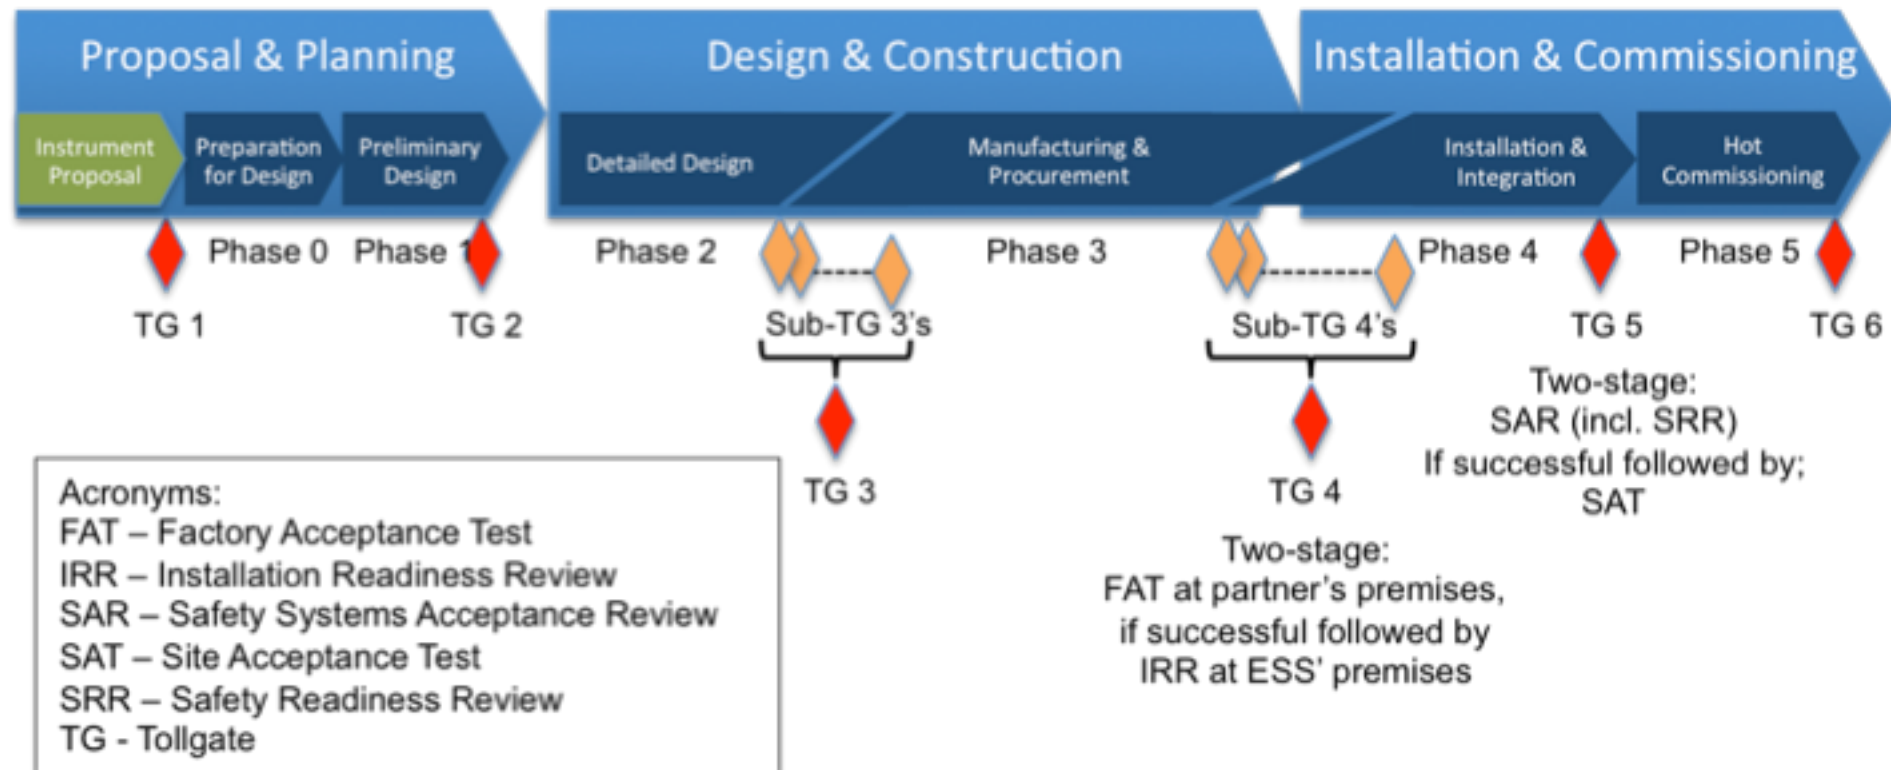 Proposal & Planning
Design & Construction
Installation & Commissioning
Instrument
Proposal
Preparation
for Design
Preliminary
Design
Detailed Design
Manufacturing &
Procurement
Installation &
Integration
Hot
Commissioning
Phase 0
Phase 1
Phase 2
Phase 3
Phase 4
Phase 5
TG 1
TG 2
Sub-TG 3's
Sub-TG 4's
TG 5
TG 6
TG 3
TG 4
Two-stage:
SAR (incl. SRR)
If successful followed by;
SAT
Two-stage:
FAT at partner's premises,
if successful followed by
IRR at ESS' premises
Acronyms:
FAT – Factory Acceptance Test
IRR – Installation Readiness Review
SAR – Safety Systems Acceptance Review
SAT – Site Acceptance Test
SRR – Safety Readiness Review
TG - Tollgate